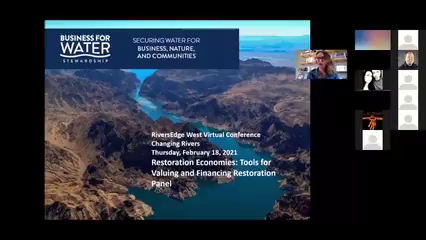 BUSINESS FOR
WATER
STEWARDSHIP
SECURING WATER FOR
BUSINESS, NATURE,
AND COMMUNITIES
RiversEdge West Virtual Conference
Changing Rivers
Thursday, February 18, 2021
Restoration Economies: Tools for
Valuing and Financing Restoration
Panel